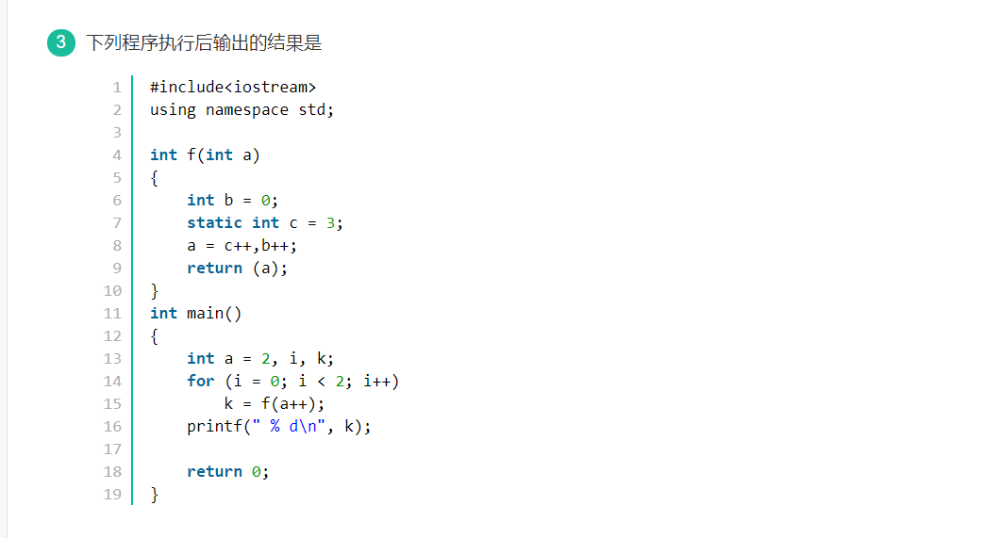 3 下列程序执行后输出的结果是
1 #include<iostream>
2 using namespace std;
3
4 int f(int a)
5 {
6     int b = 0;
7     static int c = 3;
8     a = c++,b++;
9     return (a);
10 }
11 int main()
12 {
13     int a = 2, i, k;
14     for (i = 0; i < 2; i++)
15         k = f(a++);
16     printf(" % d\n", k);
17
18     return 0;
19 }